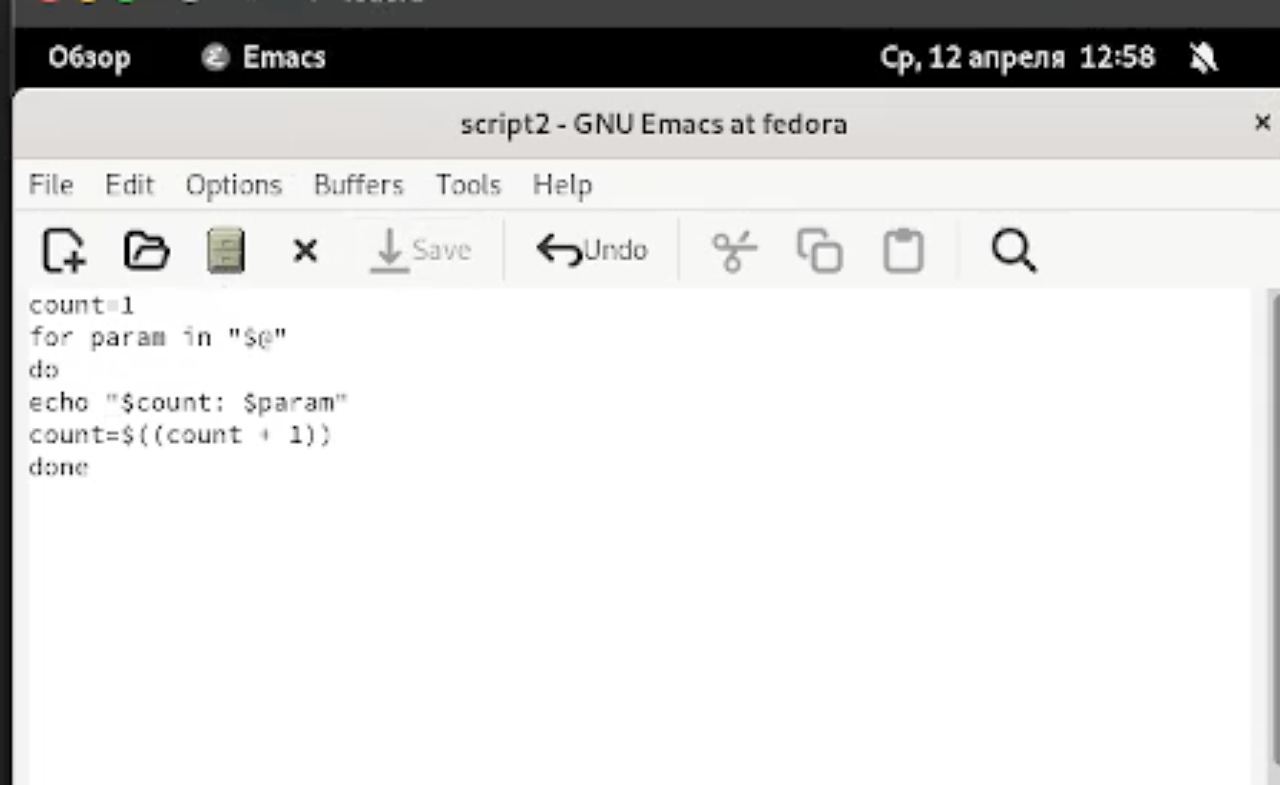 Обзор Emacs Ср, 12 апреля 12:58
script2 - GNU Emacs at fedora
File Edit Options Buffers Tools Help
Save Undo
count=1
for param in "$@"
do
echo "$count: $param"
count=$((count + 1))
done